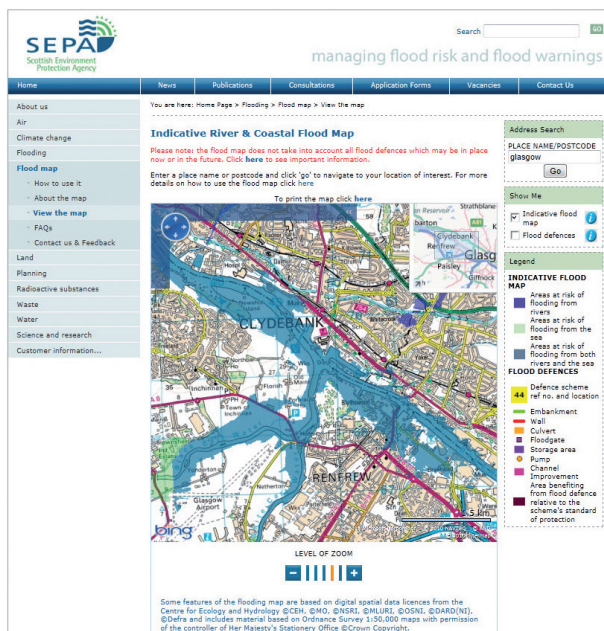 SEPA
Scottish Environment
Protection Agency
Search
GO
managing flood risk and flood warnings
Home
News
Publications
Consultations
Application Forms
Vacancies
Contact Us
About us
Air
Climate change
Flooding
Flood map
How to use it
About the map
View the map
FAQs
Contact us & Feedback
Land
Planning
Radioactive substances
Waste
Water
Science and research
Customer information...
You are here: Home Page > Flooding > Flood map > View the map
Indicative River & Coastal Flood Map
Please note: the flood map does not take into account all flood defences which may be in place
now or in the future. Click here to see important information.
Enter a place name or postcode and click 'go' to navigate to your location of interest. For more
details on how to use the flood map click here
To print the map click here
Strathblane
barton
A81
Clydebank
Renfrew
Glasg
Paisley
Giffnock
CLYDEBANK
Inchinnan
Town of
Inchinnan
RENFREW
Netherton
Glasgow
Airport
bing
1.5 km
LEVEL OF ZOOM
Some features of the flooding map are based on digital spatial data licences from the
Centre for Ecology and Hydrology ©CEH, ©MO, ©NSRI, ©MLURI, ©OSNI, ©DARD(NI).
©Defra and includes material based on Ordnance Survey 1:50,000 maps with permission
of the controller of Her Majesty's Stationery Office ©Crown Copyright.
Address Search
PLACE NAME/POSTCODE
glasgow
Go
Show Me
Indicative flood
map
Flood defences
Legend
INDICATIVE FLOOD
MAP
Areas at risk of
flooding from
rivers
Areas at risk of
flooding from the
sea
Areas at risk of
flooding from both
rivers and the sea
FLOOD DEFENCES
44
Defence scheme
ref no. and location
Embankment
Wall
Culvert
Floodgate
Storage area
Pump
Channel
Improvement
Area benefiting
from flood defence
relative to the
scheme's standard
of protection